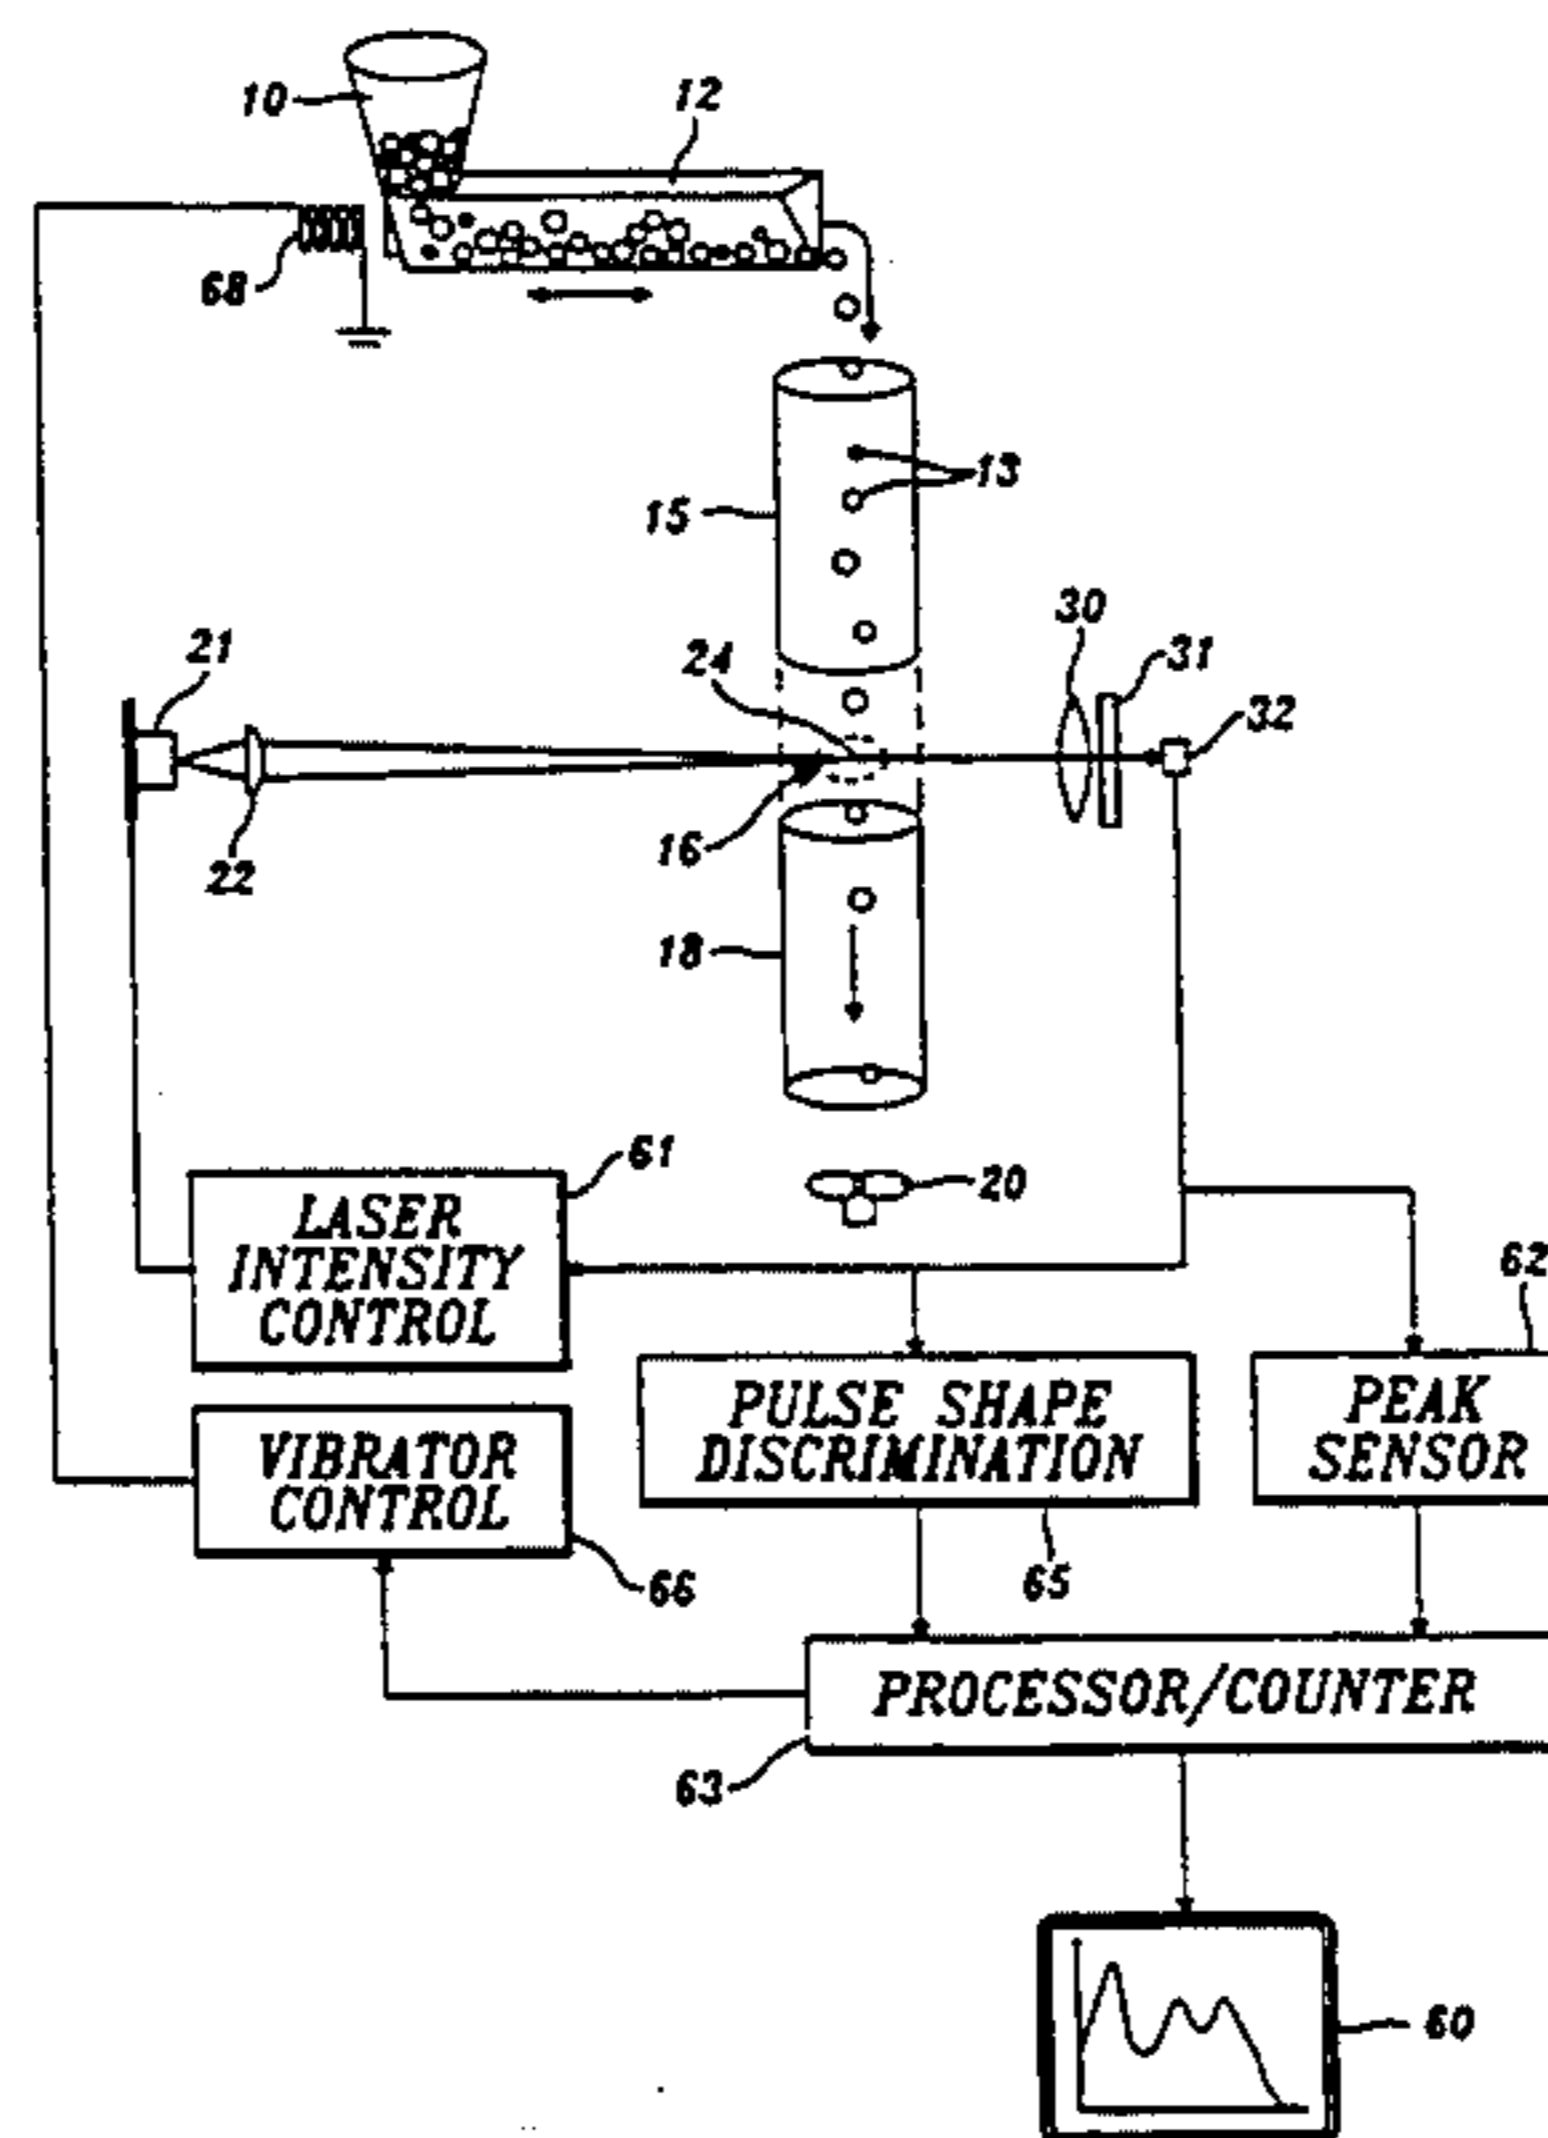 10
12
68
13
15
30
21
24
31
32
22
16
18
61
20
LASER
INTENSITY
CONTROL
62
PULSE SHAPE
DISCRIMINATION
PEAK
SENSOR
VIBRATOR
CONTROL
65
66
PROCESSOR/COUNTER
63
60